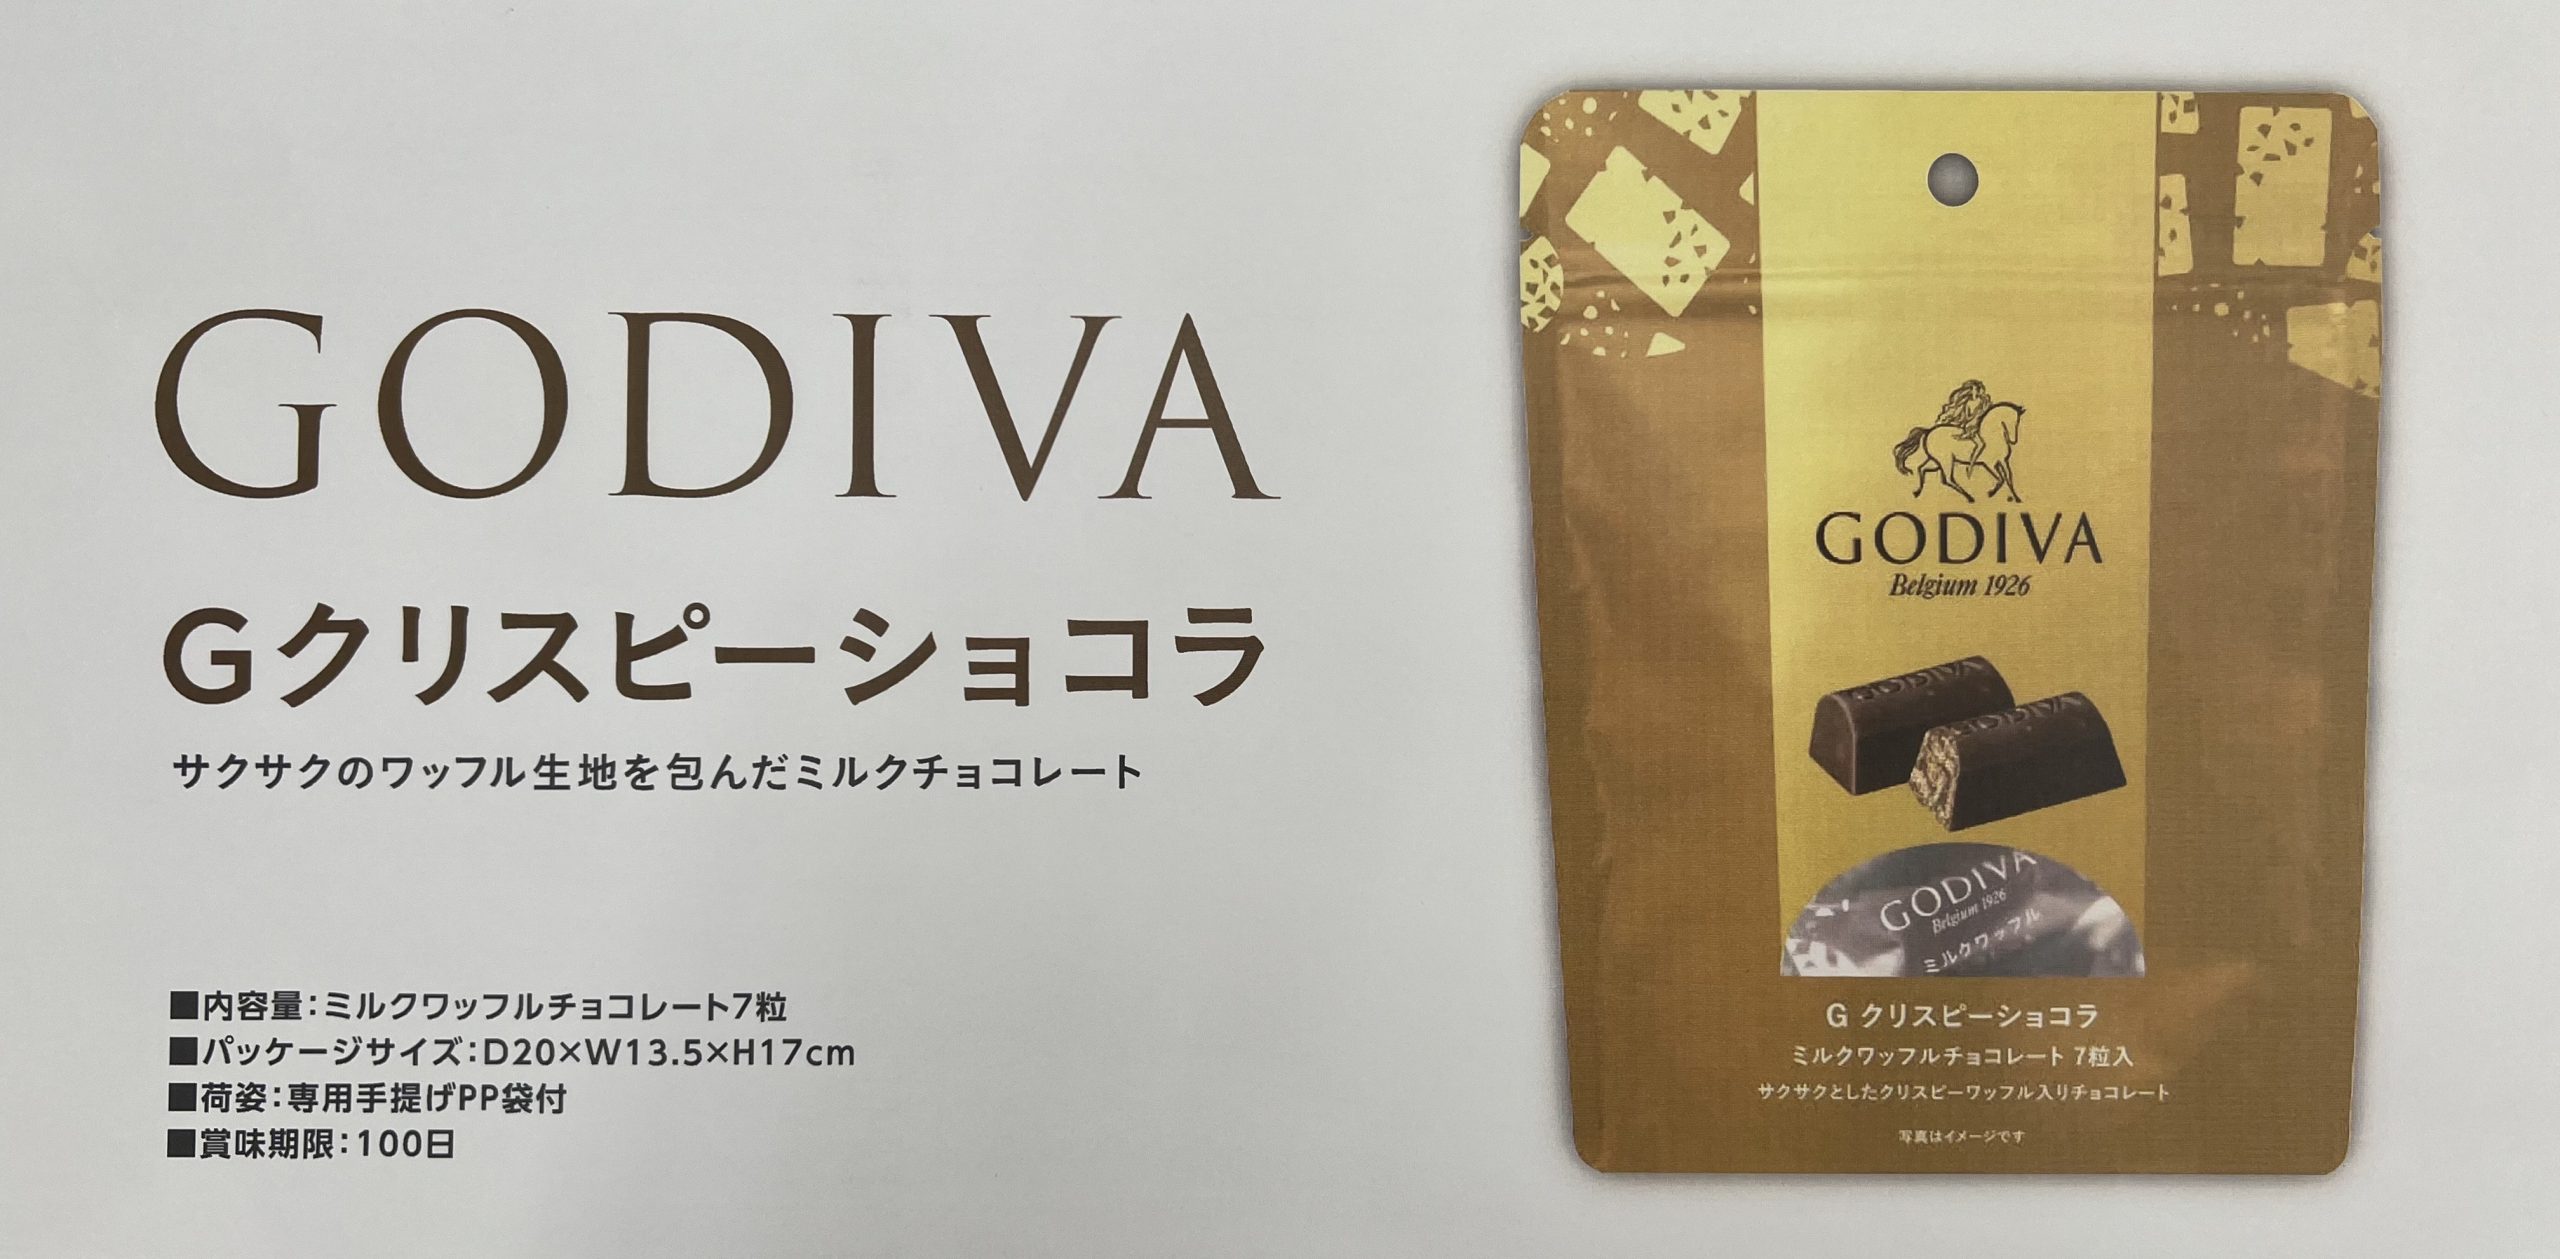 GODIVA
Gクリスピーショコラ
サクサクのワッフル生地を包んだミルクチョコレート
■内容量：ミルクワッフルチョコレート7粒
■パッケージサイズ：D20×W13.5×H17cm
■荷姿：専用手提げPP袋付
■賞味期限：100日
GODIVA
Belgium 1926
GODIVA
GODIVA
GODIVA
Belgium 1926
ミルクワッフル
G クリスピーショコラ
ミルクワッフルチョコレート 7粒入
サクサクとしたクリスピーワッフル入りチョコレート
写真はイメージです